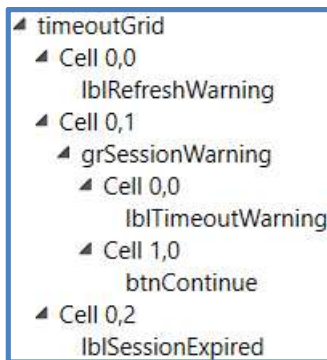 timeoutGrid
Cell 0,0
lblRefreshWarning
Cell 0,1
grSessionWarning
Cell 0,0
lblTimeoutWarning
Cell 1,0
btnContinue
Cell 0,2
lblSessionExpired